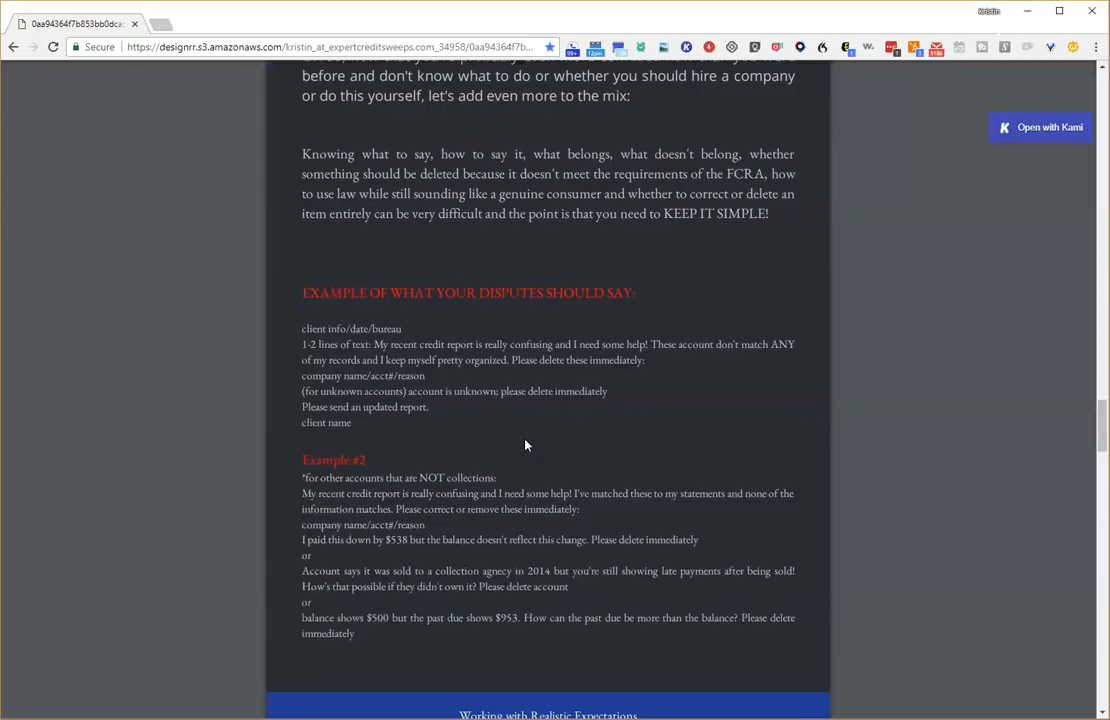 Kristin
0aa94364f7b853bb0dca
Secure
https://designrr.s3.amazonaws.com/kristin_at_expertcreditsweeps.com_34958/0aa94364f7b...
Open with Kami
before and don't know what to do or whether you should hire a company
or do this yourself, let's add even more to the mix:
Knowing what to say, how to say it, what belongs, what doesn't belong, whether
something should be deleted because it doesn't meet the requirements of the FCRA, how
to use law while still sounding like a genuine consumer and whether to correct or delete an
item entirely can be very difficult and the point is that you need to KEEP IT SIMPLE!
EXAMPLE OF WHAT YOUR DISPUTES SHOULD SAY:
client info/date/bureau
1-2 lines of text: My recent credit report is really confusing and I need some help! These account don't match ANY
of my records and I keep myself pretty organized. Please delete these immediately:
company name/acct#/reason
(for unknown accounts) account is unknown; please delete immediately
Please send an updated report.
client name
Example #2
*for other accounts that are NOT collections:
My recent credit report is really confusing and I need some help! I've matched these to my statements and none of the
information matches. Please correct or remove these immediately:
company name/acct#/reason
I paid this down by $538 but the balance doesn't reflect this change. Please delete immediately
or
Account says it was sold to a collection agnecy in 2014 but you're still showing late payments after being sold!
How's that possible if they didn't own it? Please delete account
or
balance shows $500 but the past due shows $953. How can the past due be more than the balance? Please delete
immediately
Working with Realistic Expectations